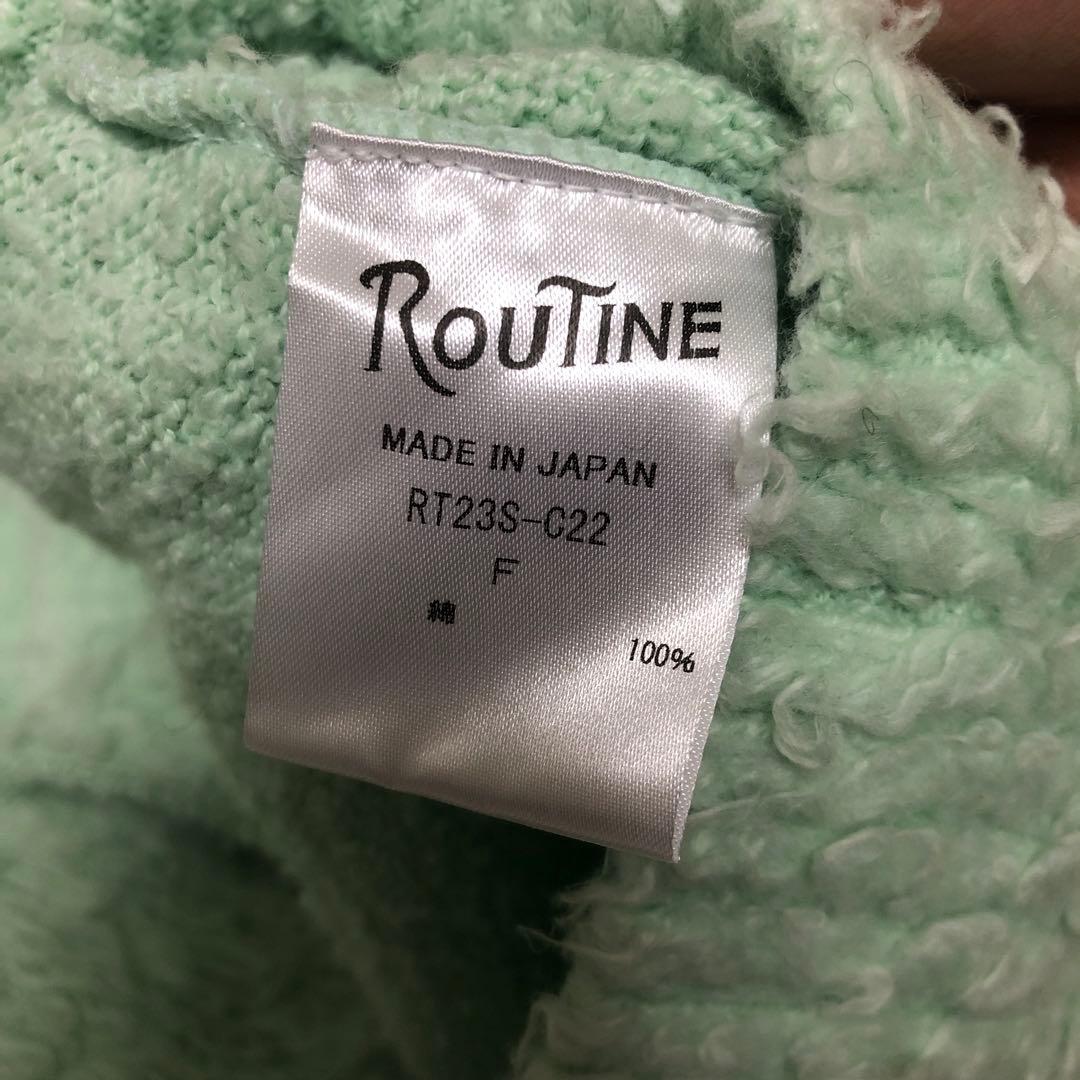 ROUTINE
MADE IN JAPAN
RT23S-C22
F
綿
100%